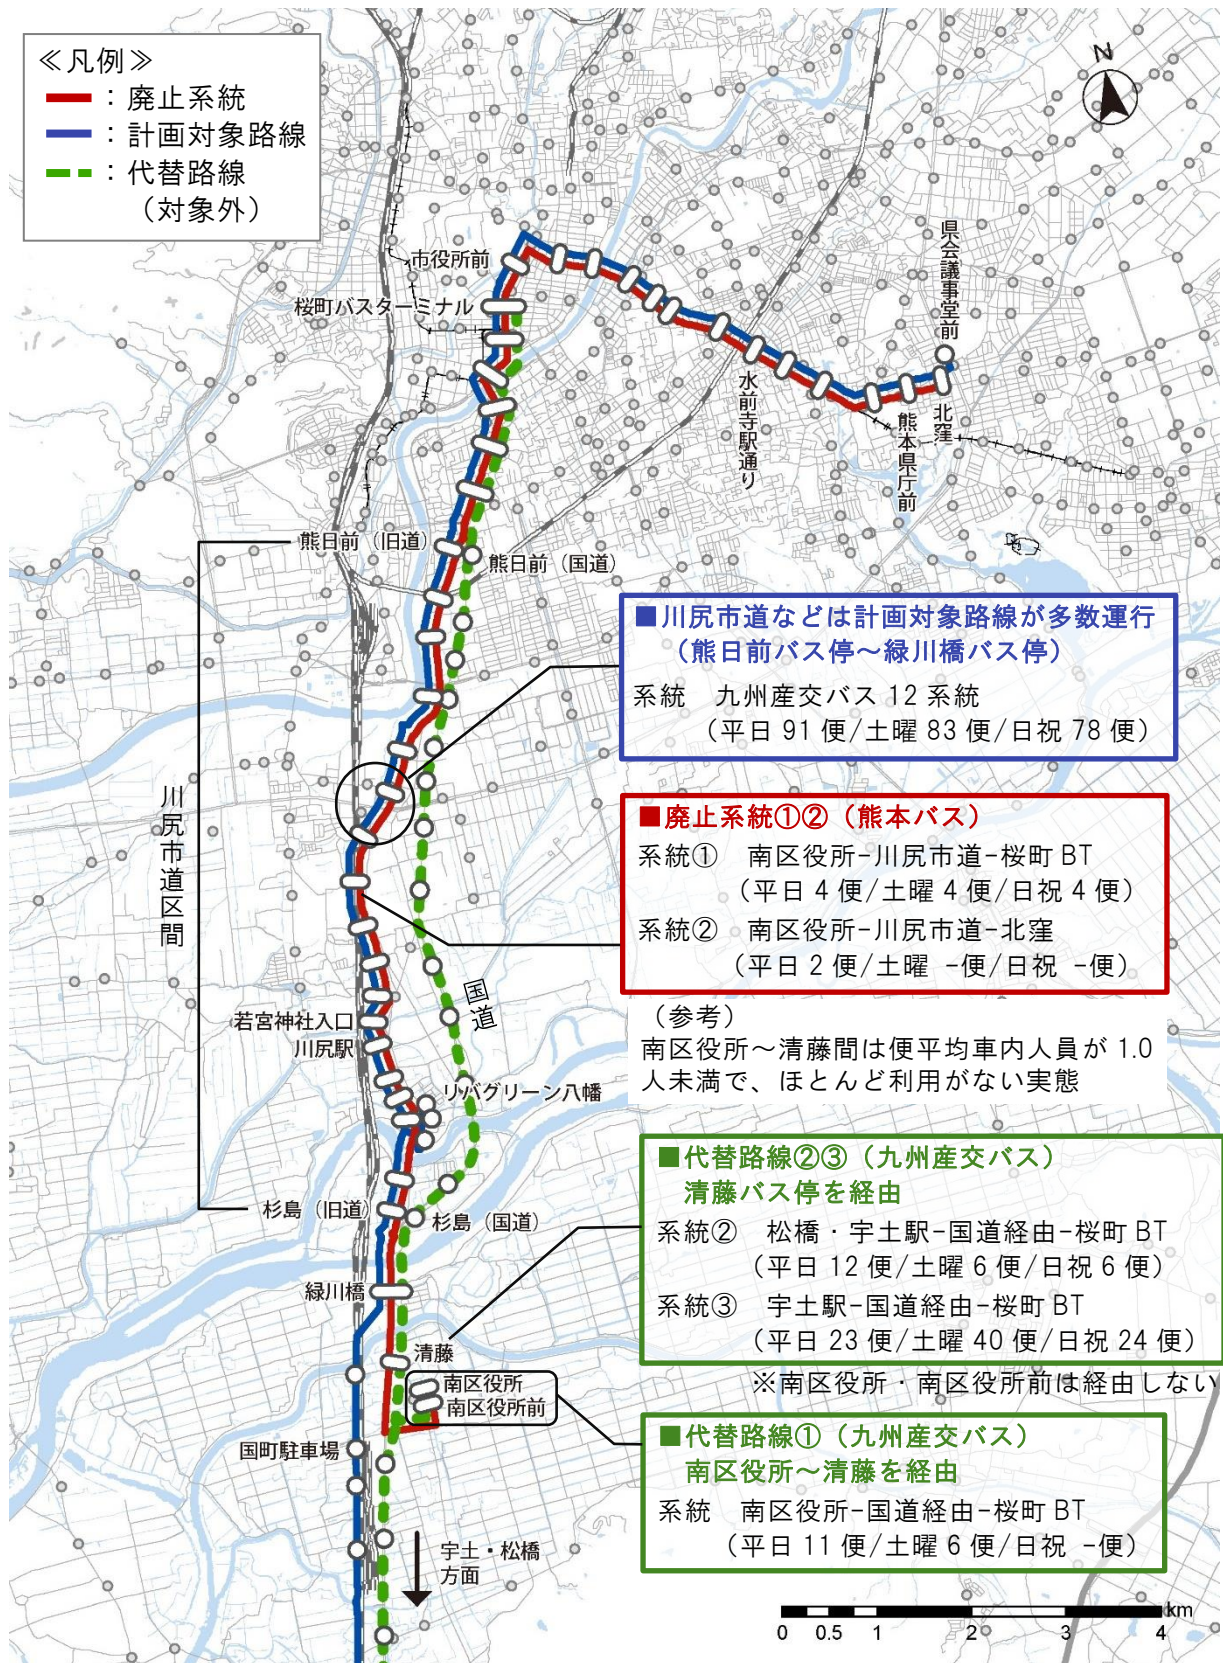 ≪凡例≫
：廃止系統
：計画対象路線
：代替路線
（対象外）
N
市役所前
桜町バスターミナル
県会議事堂前
水前寺駅通り
熊本県庁前
北窪
熊日前（旧道）
熊日前（国道）
■川尻市道などは計画対象路線が多数運行
（熊日前バス停～緑川橋バス停）
系統　九州産交バス 12 系統
（平日 91 便/土曜 83 便/日祝 78 便）
川尻市道区間
■廃止系統①②（熊本バス）
系統①　南区役所-川尻市道-桜町 BT
（平日 4 便/土曜 4 便/日祝 4 便）
系統②　南区役所-川尻市道-北窪
（平日 2 便/土曜 -便/日祝 -便）
国道
（参考）
南区役所～清藤間は便平均車内人員が 1.0
人未満で、ほとんど利用がない実態
若宮神社入口
川尻駅
リバグリーン八幡
杉島（旧道）
杉島（国道）
■代替路線②③（九州産交バス）
清藤バス停を経由
系統②　松橋・宇土駅-国道経由-桜町 BT
（平日 12 便/土曜 6 便/日祝 6 便）
系統③　宇土駅-国道経由-桜町 BT
（平日 23 便/土曜 40 便/日祝 24 便）
※南区役所・南区役所前は経由しない
緑川橋
清藤
南区役所
南区役所前
国町駐車場
■代替路線①（九州産交バス）
南区役所～清藤を経由
系統　南区役所-国道経由-桜町 BT
（平日 11 便/土曜 6 便/日祝 -便）
宇土・松橋
方面
km
0 0.5 1 2 3 4